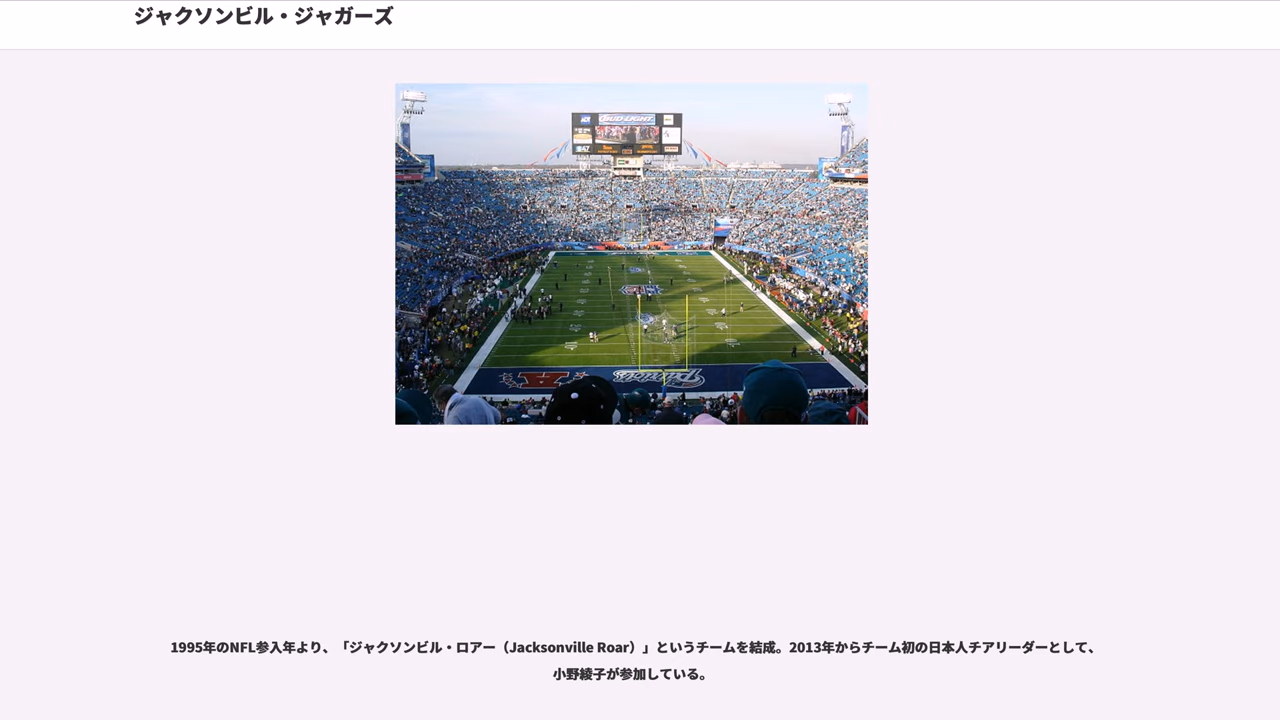 ジャクソンビル・ジャガーズ
BUD LIGHT
Patriots
1995年のNFL参入年より、「ジャクソンビル・ロアー（Jacksonville Roar）」というチームを結成。2013年からチーム初の日本人チアリーダーとして、
小野綾子が参加している。